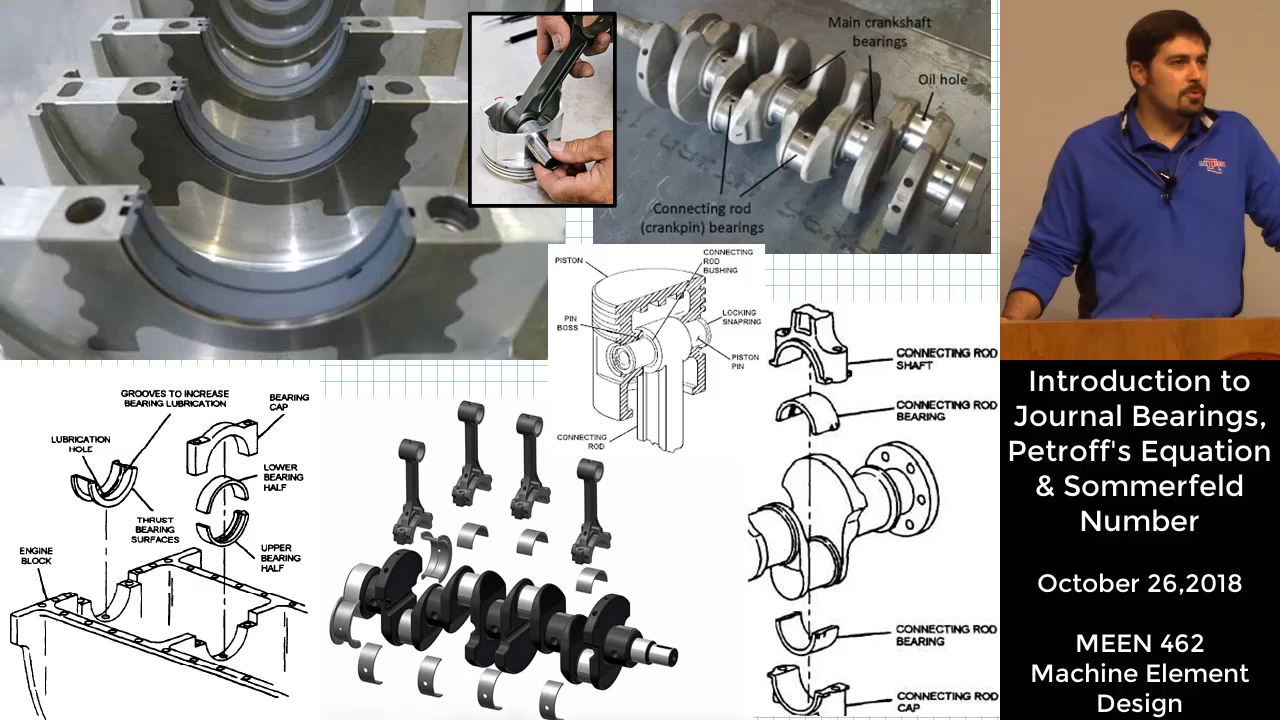 Main crankshaft
bearings
Oil hole
Connecting rod
(crankpin) bearings
PISTON
CONNECTING
ROD
BUSHING
PIN
BOSS
LOCKING
SNAPRING
PISTON
PIN
CONNECTING
ROD
GROOVES TO INCREASE
BEARING LUBRICATION
BEARING
CAP
LUBRICATION
HOLE
LOWER
BEARING
HALF
THRUST
BEARING
SURFACES
UPPER
BEARING
HALF
ENGINE
BLOCK
CONNECTING ROD
SHAFT
CONNECTING ROD
BEARING
CONNECTING ROD
BEARING
CONNECTING ROD
CAP
Introduction to
Journal Bearings,
Petroff's Equation
& Sommerfeld
Number
October 26,2018
MEEN 462
Machine Element
Design